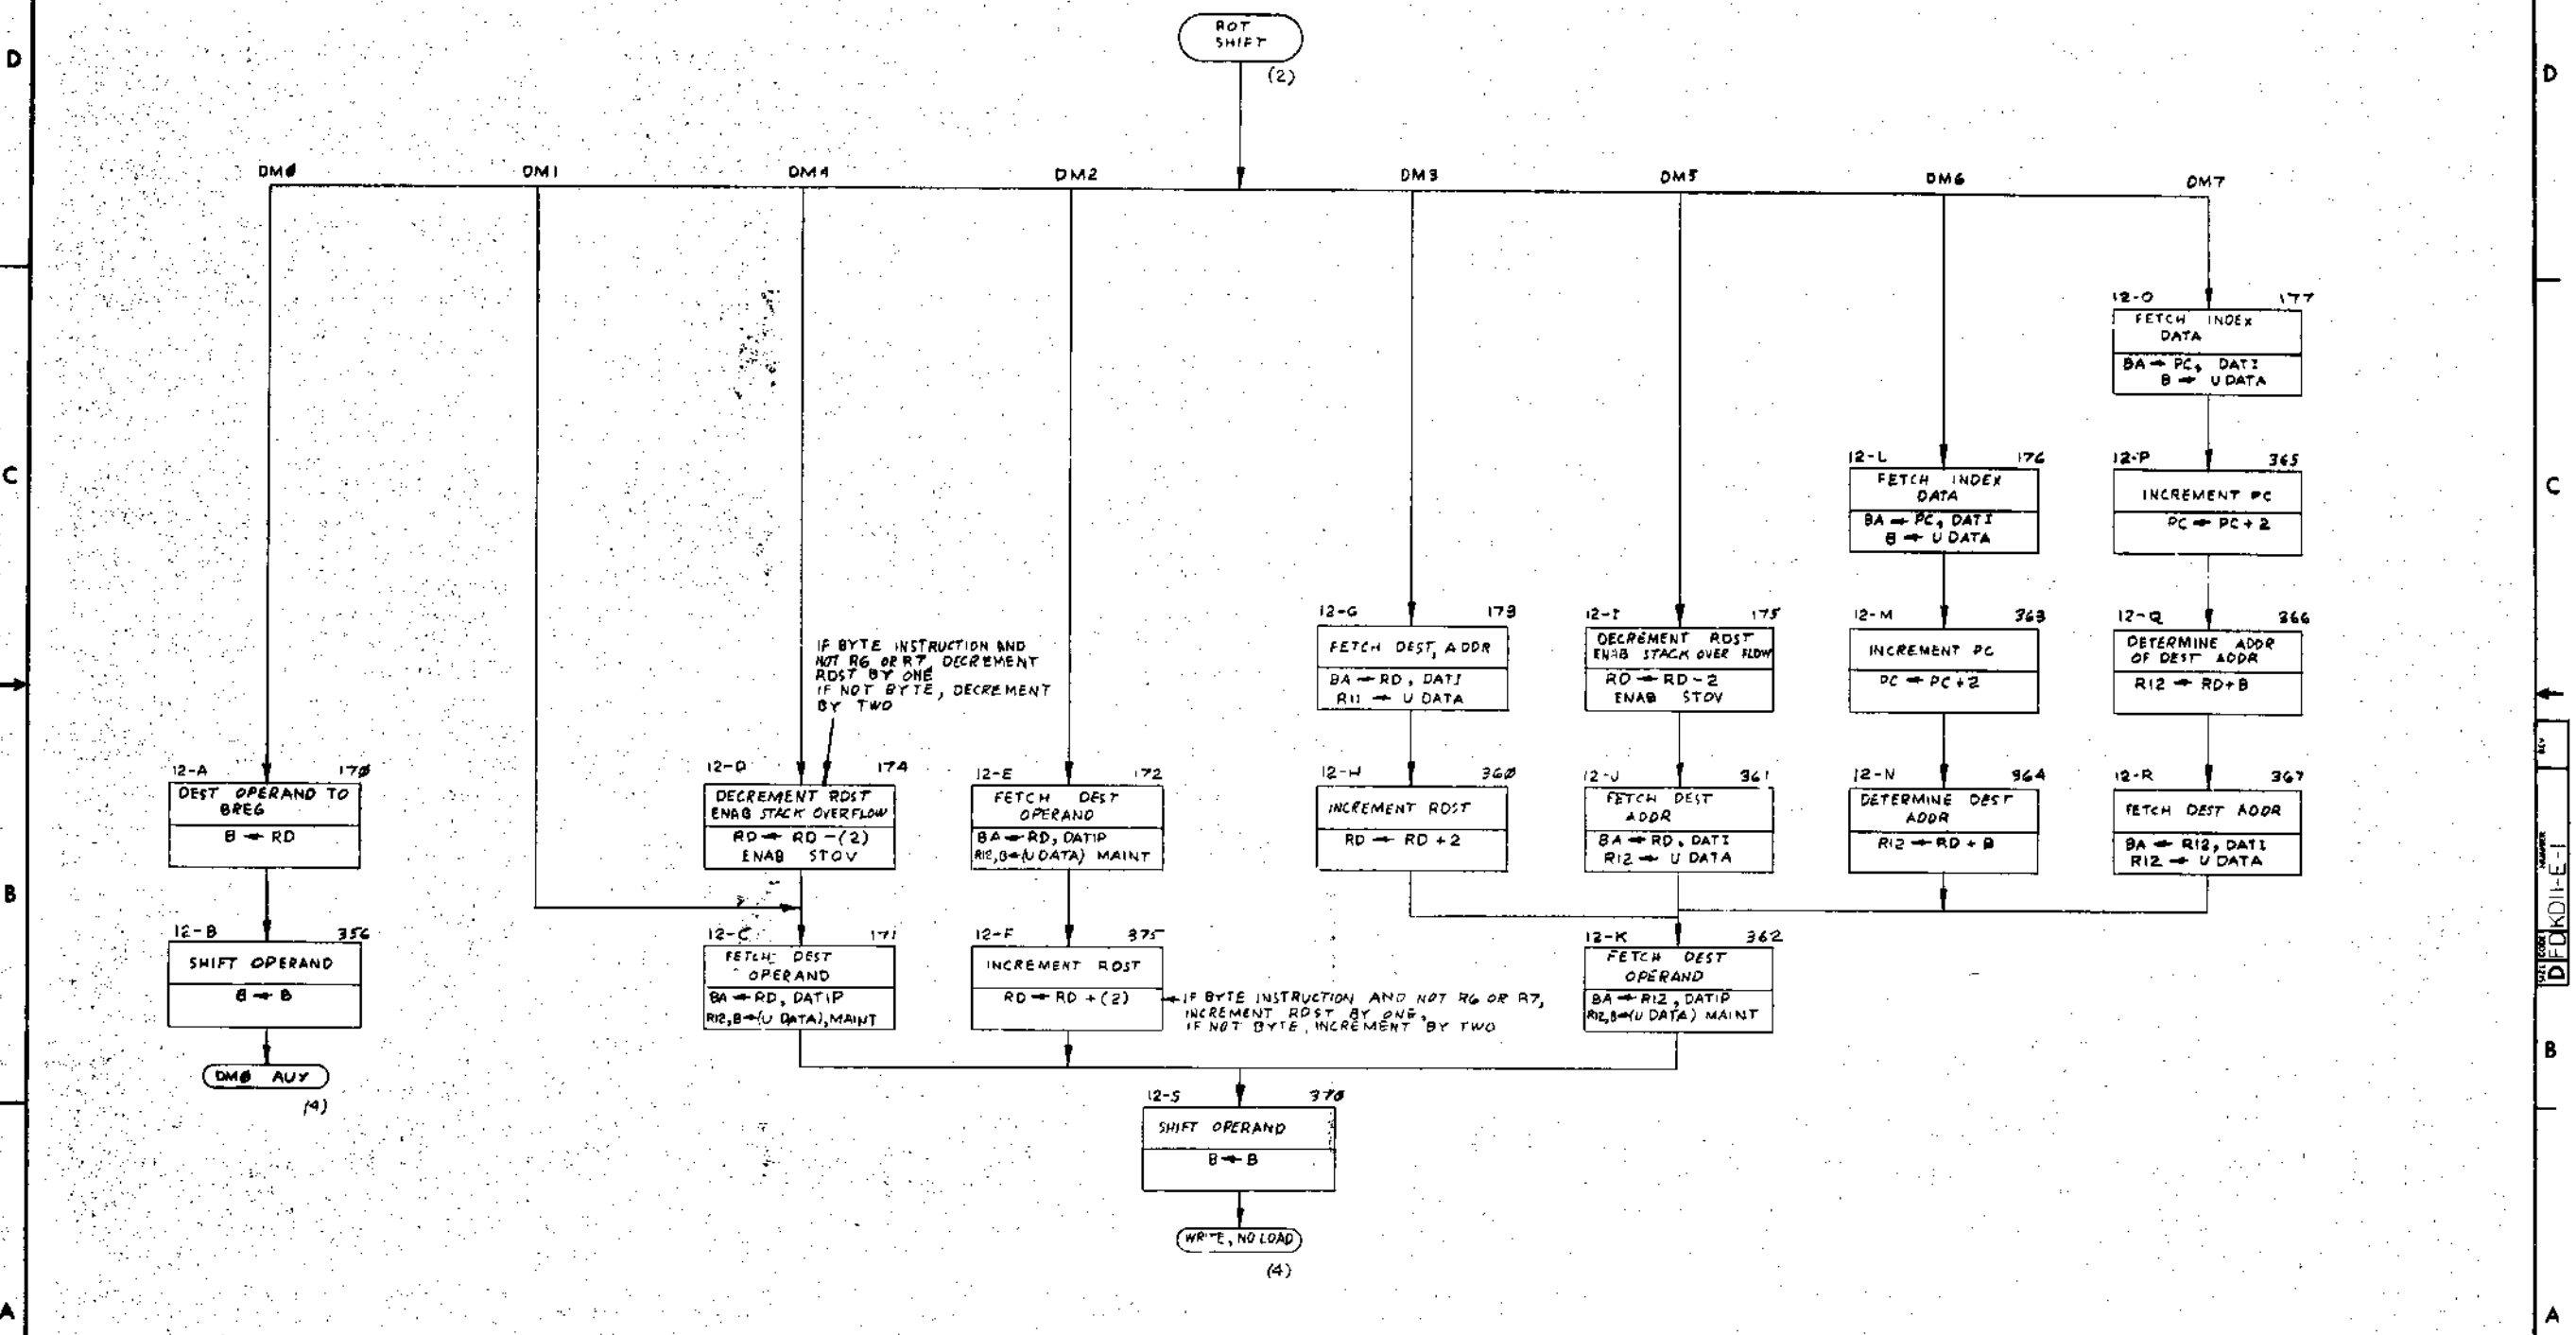 D
D
ROT
SHIFT
(2)
DMØ
DM1
DM4
DM2
DM3
DM5
DM6
DM7
12-O 177
FETCH INDEX
DATA
BA ← PC, DATI
B ← U DATA
C
C
12-L 176
FETCH INDEX
DATA
BA ← PC, DATI
B ← U DATA
12-P 365
INCREMENT PC
PC ← PC + 2
IF BYTE INSTRUCTION AND
NOT R6 OR R7, DECREMENT
RDST BY ONE
IF NOT BYTE, DECREMENT
BY TWO
12-G 173
FETCH DEST, ADDR
BA ← RD, DATI
R11 ← U DATA
12-I 175
DECREMENT RDST
ENAB STACK OVER FLOW
RD ← RD-2
ENAB STOV
12-M 363
INCREMENT PC
PC ← PC+2
12-Q 366
DETERMINE ADDR
OF DEST ADDR
R12 ← RD+B
12-A 17Ø
DEST OPERAND TO
BREG
B ← RD
12-D 174
DECREMENT RDST
ENAB STACK OVERFLOW
RD ← RD -(2)
ENAB STOV
12-E 172
FETCH DEST
OPERAND
BA ← RD, DATIP
R12,B←(U DATA) MAINT
12-H 36Ø
INCREMENT RDST
RD ← RD + 2
12-J 361
FETCH DEST
ADDR
BA ← RD, DATI
R12 ← U DATA
12-N 364
DETERMINE DEST
ADDR
R12 ← RD + B
12-R 367
FETCH DEST ADDR
BA ← R12, DATI
R12 ← U DATA
B
12-B 356
SHIFT OPERAND
B ← B
DMØ AUX
(4)
12-C 171
FETCH DEST
OPERAND
BA ← RD, DATIP
R12,B←(U DATA), MAINT
12-F 375
INCREMENT RDST
RD ← RD + (2)
IF BYTE INSTRUCTION AND NOT R6 OR R7,
INCREMENT RDST BY ONE,
IF NOT BYTE, INCREMENT BY TWO
12-K 362
FETCH DEST
OPERAND
BA ← R12, DATIP
R12,B←(U DATA) MAINT
B
12-S 37Ø
SHIFT OPERAND
B ← B
WRITE, NO LOAD
(4)
A
A
REV
NUMBER
KD11-E-1
SIZE CODE
D FD